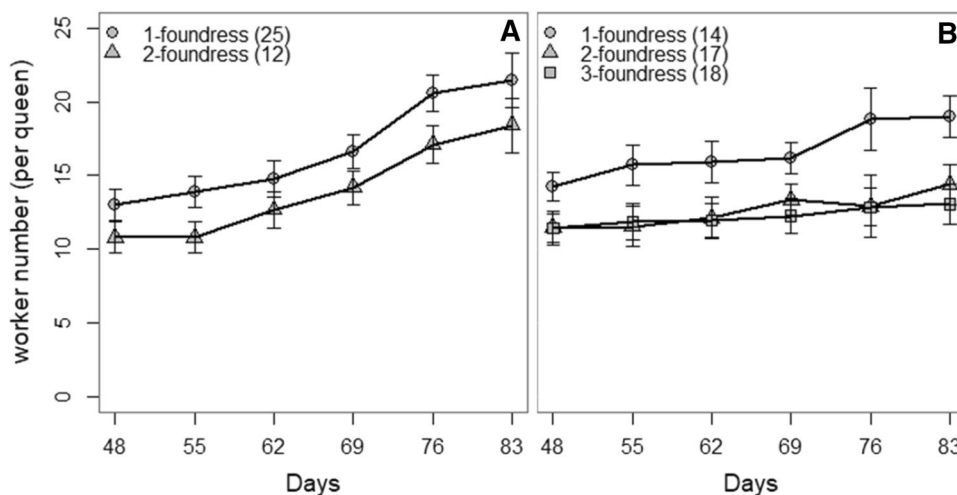 worker number (per queen)
25
20
15
10
5
0
1-foundress (25)
2-foundress (12)
A
48 55 62 69 76 83
Days
1-foundress (14)
2-foundress (17)
3-foundress (18)
B
48 55 62 69 76 83
Days